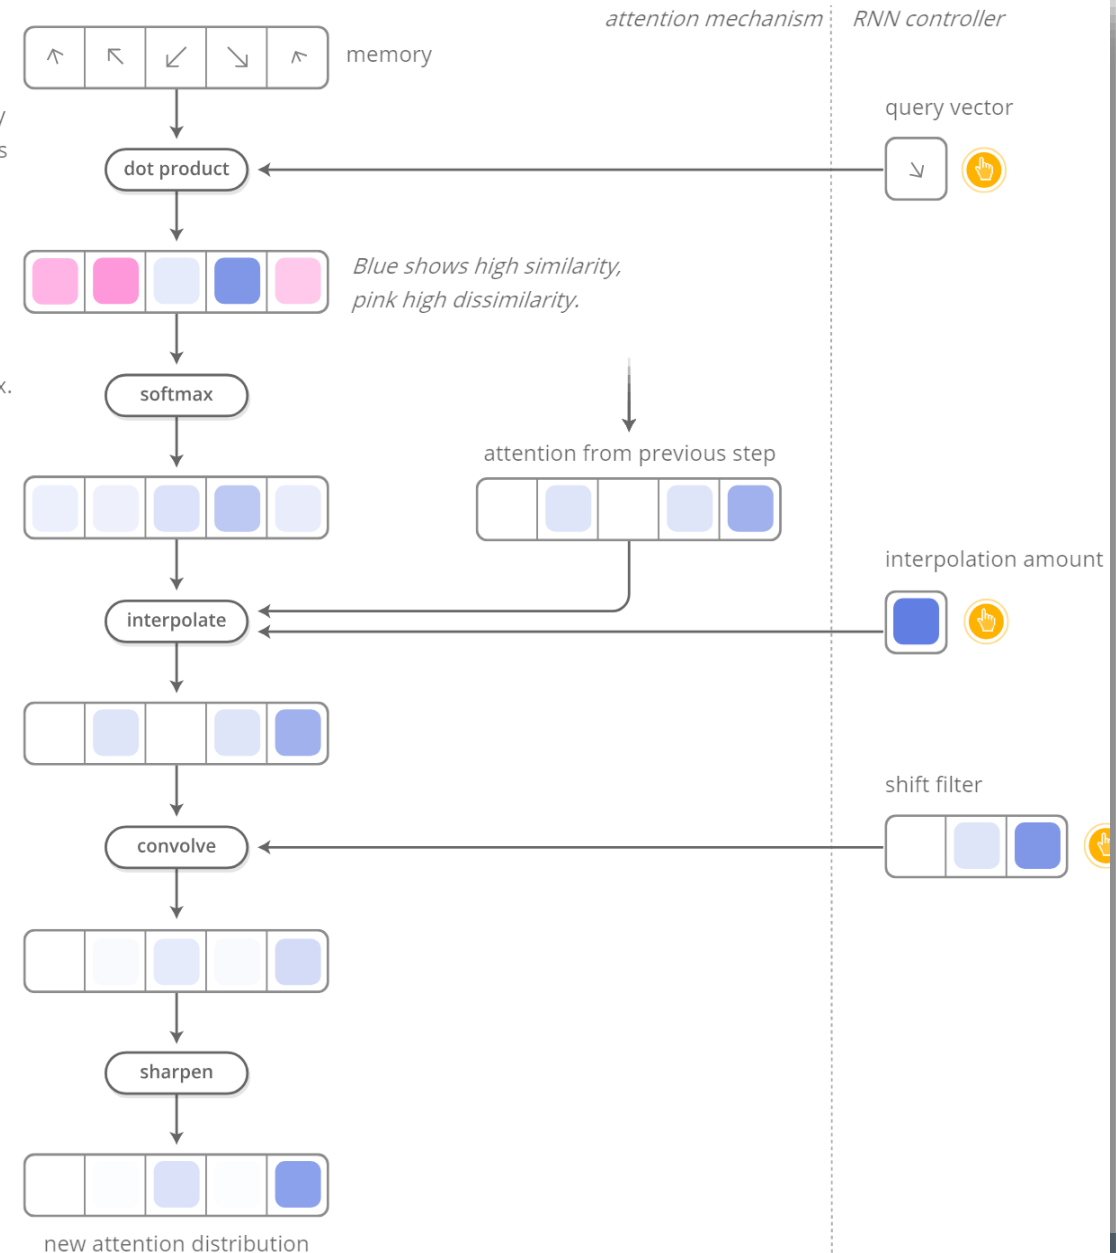 attention mechanism
RNN controller
memory
query vector
y
s
dot product
Blue shows high similarity,
pink high dissimilarity.
x.
softmax
attention from previous step
interpolation amount
interpolate
shift filter
convolve
sharpen
new attention distribution